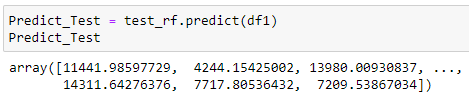 Predict_Test = test_rf.predict(df1)
Predict_Test
array([11441.98597729,  4244.15425002, 13980.00930837, ...,
       14311.64276376,  7717.80536432,  7209.53867034])